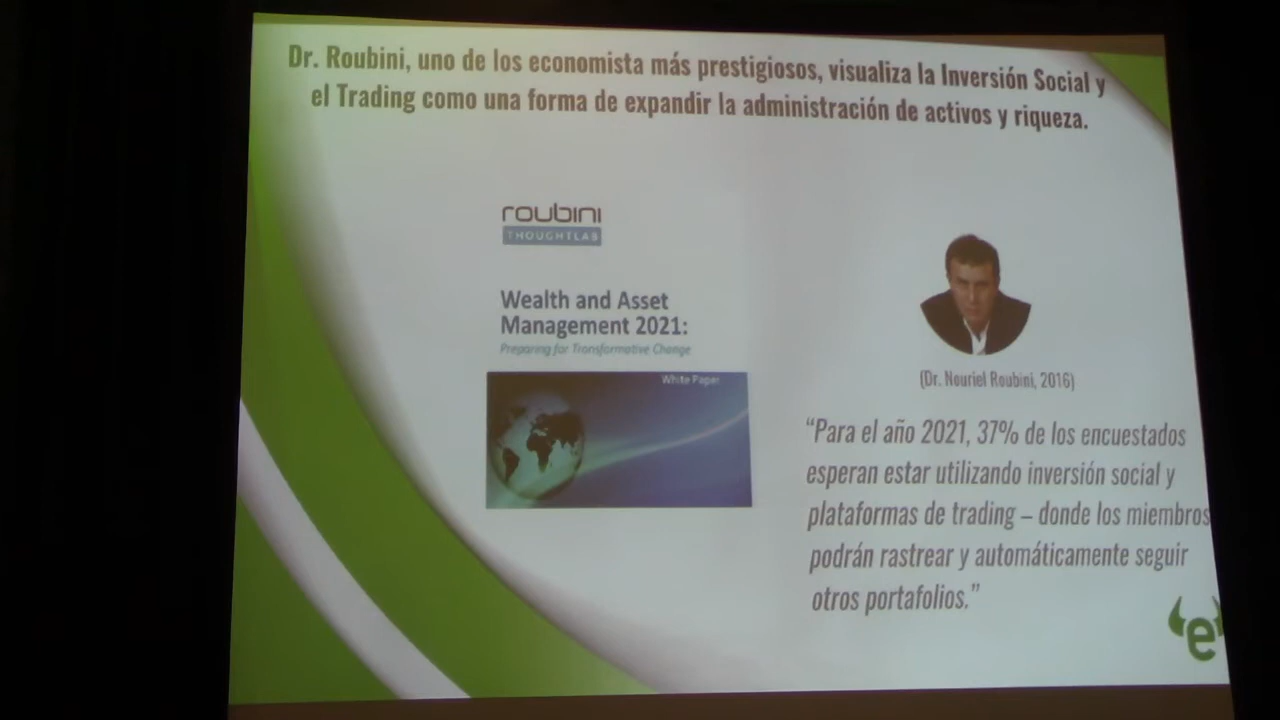 Dr. Roubini, uno de los economista más prestigiosos, visualiza la Inversión Social y
el Trading como una forma de expandir la administración de activos y riqueza.
roubini
THOUGHTLAB
Wealth and Asset
Management 2021:
Preparing for Transformative Change
White Paper
(Dr. Nouriel Roubini, 2016)
“Para el año 2021, 37% de los encuestados
esperan estar utilizando inversión social y
plataformas de trading – donde los miembros
podrán rastrear y automáticamente seguir
otros portafolios.”
e